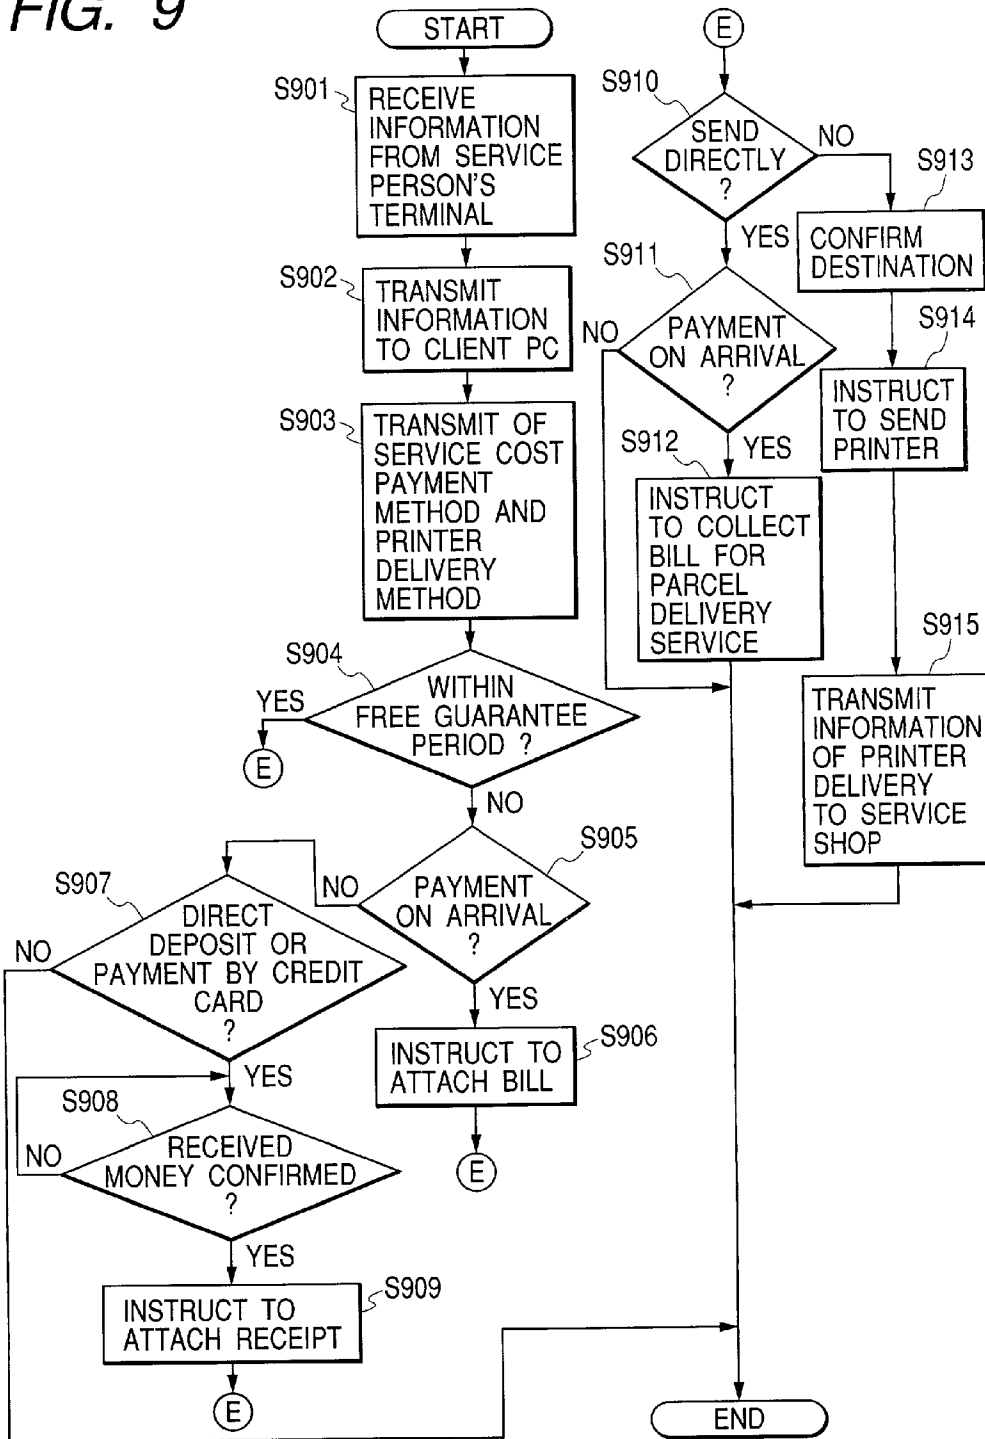 FIG. 9
START
S901
RECEIVE
INFORMATION
FROM SERVICE
PERSON'S
TERMINAL
S902
TRANSMIT
INFORMATION
TO CLIENT PC
S903
TRANSMIT OF
SERVICE COST
PAYMENT
METHOD AND
PRINTER
DELIVERY
METHOD
S904
WITHIN
FREE GUARANTEE
PERIOD ?
YES
E
NO
S905
PAYMENT
ON ARRIVAL
?
NO
YES
S906
INSTRUCT TO
ATTACH BILL
E
S907
DIRECT
DEPOSIT OR
PAYMENT BY CREDIT
CARD
?
NO
YES
S908
RECEIVED
MONEY CONFIRMED
?
NO
YES
S909
INSTRUCT TO
ATTACH RECEIPT
E
E
S910
SEND
DIRECTLY
?
NO
YES
S911
PAYMENT
ON ARRIVAL
?
NO
YES
S912
INSTRUCT
TO COLLECT
BILL FOR
PARCEL
DELIVERY
SERVICE
S913
CONFIRM
DESTINATION
S914
INSTRUCT
TO SEND
PRINTER
S915
TRANSMIT
INFORMATION
OF PRINTER
DELIVERY
TO SERVICE
SHOP
END